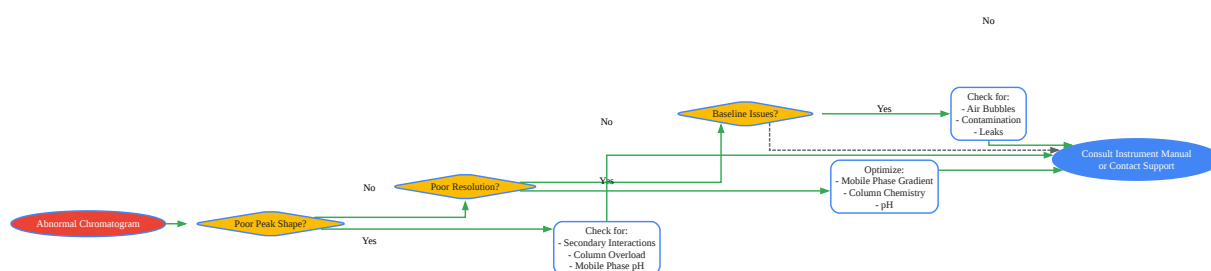 No
Baseline Issues?
Yes
Check for:
- Air Bubbles
- Contamination
- Leaks
No
Consult Instrument Manual
or Contact Support
Poor Resolution?
Yes
Optimize:
- Mobile Phase Gradient
- Column Chemistry
- pH
No
Abnormal Chromatogram
Poor Peak Shape?
Yes
Check for:
- Secondary Interactions
- Column Overload
- Mobile Phase pH